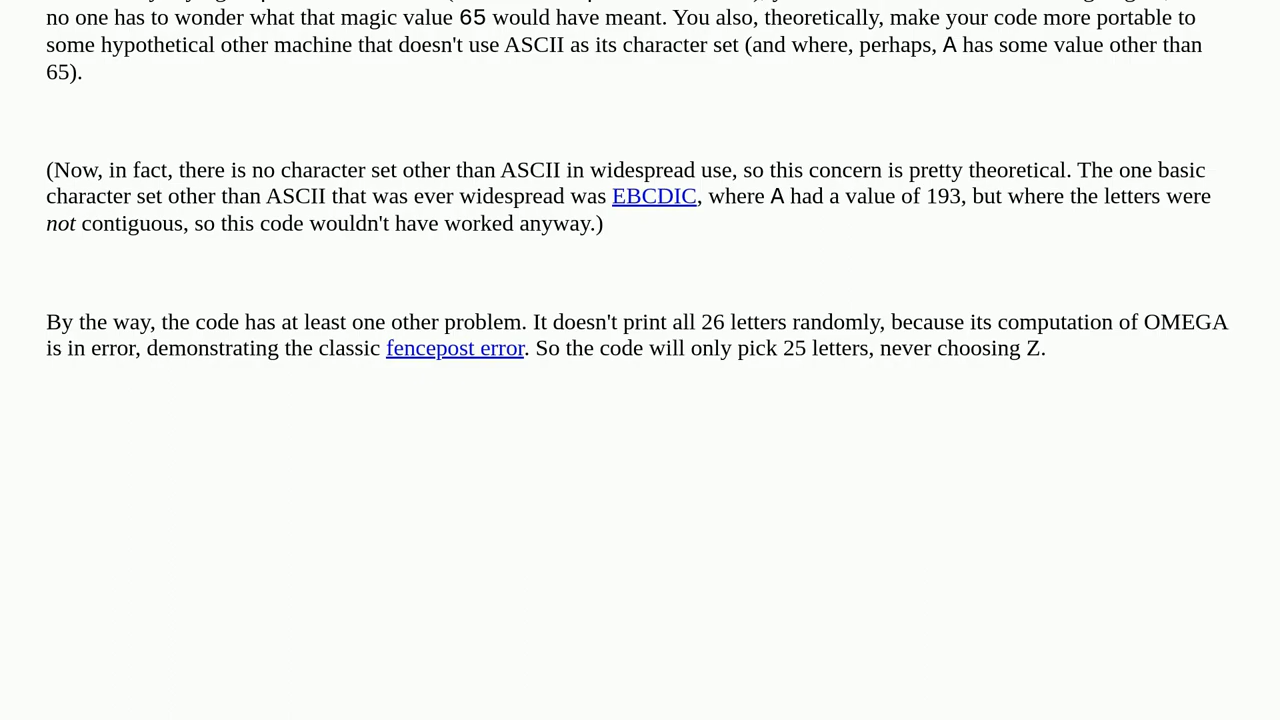 no one has to wonder what that magic value 65 would have meant. You also, theoretically, make your code more portable to
some hypothetical other machine that doesn't use ASCII as its character set (and where, perhaps, A has some value other than
65).
(Now, in fact, there is no character set other than ASCII in widespread use, so this concern is pretty theoretical. The one basic
character set other than ASCII that was ever widespread was EBCDIC, where A had a value of 193, but where the letters were
not contiguous, so this code wouldn't have worked anyway.)
By the way, the code has at least one other problem. It doesn't print all 26 letters randomly, because its computation of OMEGA
is in error, demonstrating the classic fencepost error. So the code will only pick 25 letters, never choosing Z.